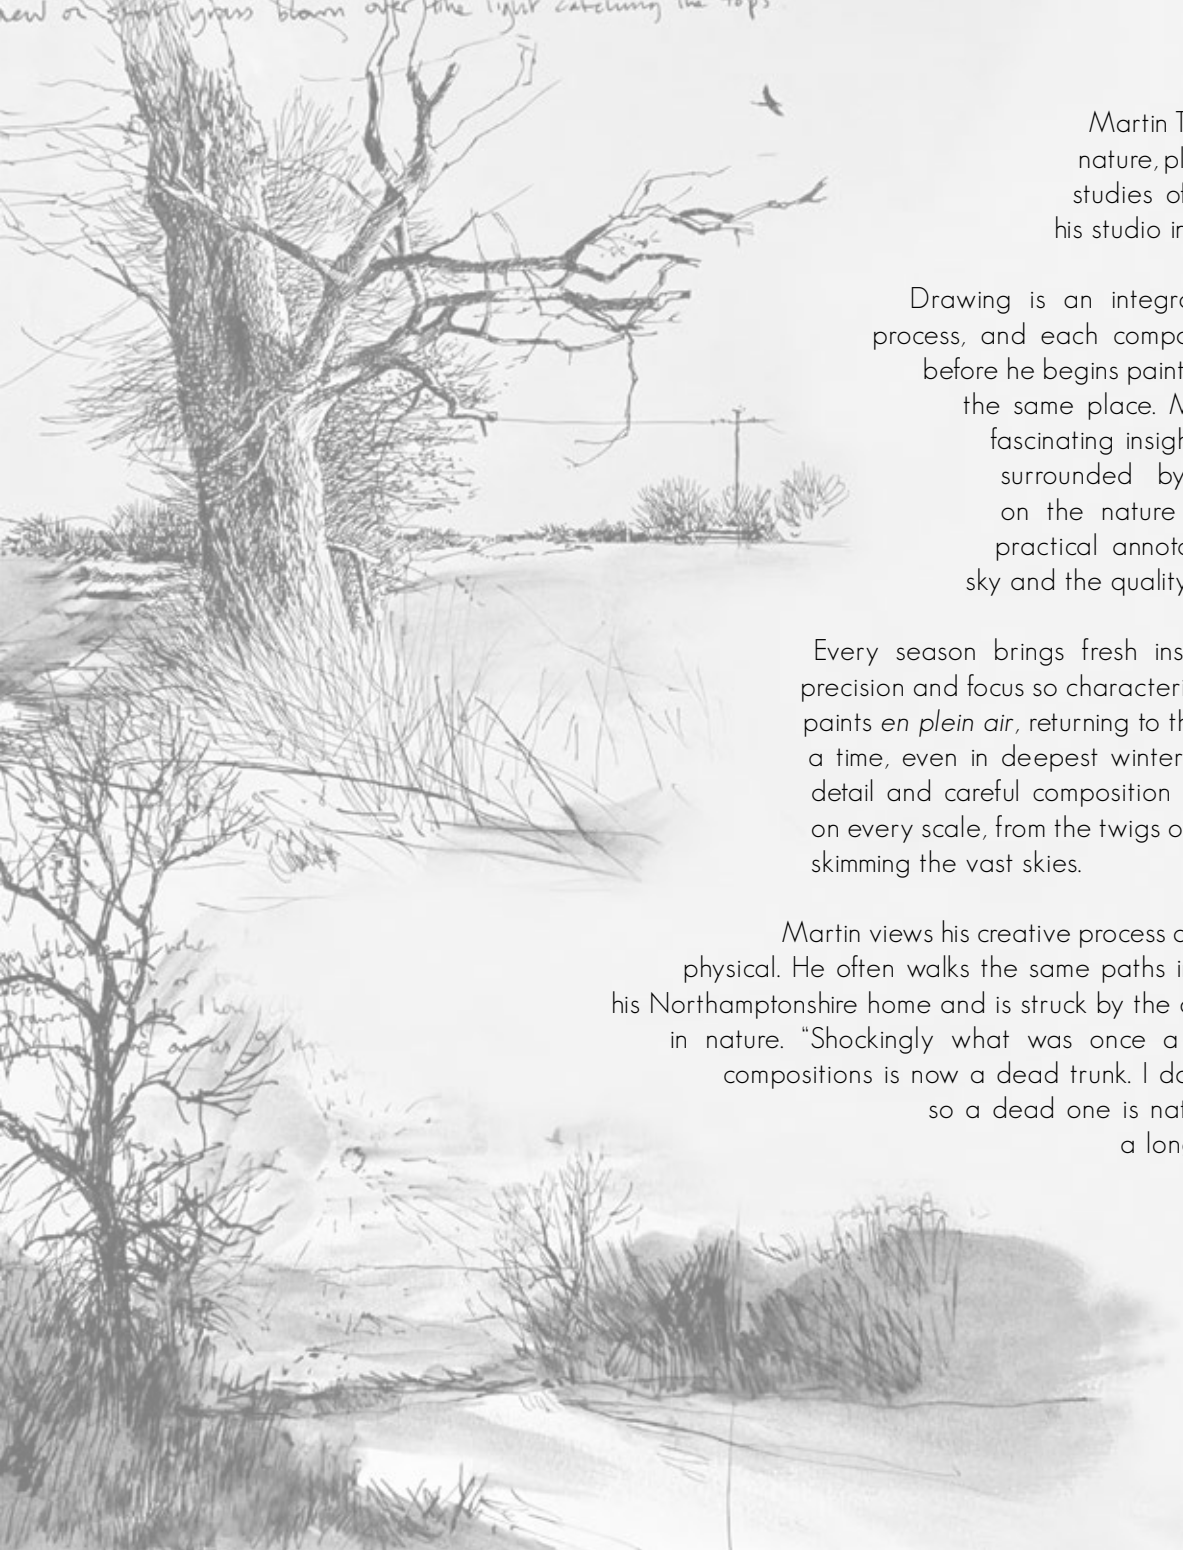 new or short grass blown over the light catching the tops
Martin T
nature, pl
studies of
his studio in
Drawing is an integra
process, and each compo
before he begins paint
the same place. M
fascinating insigh
surrounded by
on the nature
practical annota
sky and the quality
Every season brings fresh ins
precision and focus so characteri
paints en plein air, returning to th
a time, even in deepest winter
detail and careful composition
on every scale, from the twigs o
skimming the vast skies.
Martin views his creative process a
physical. He often walks the same paths i
his Northamptonshire home and is struck by the c
in nature. “Shockingly what was once a
compositions is now a dead trunk. I do
so a dead one is nat
a long